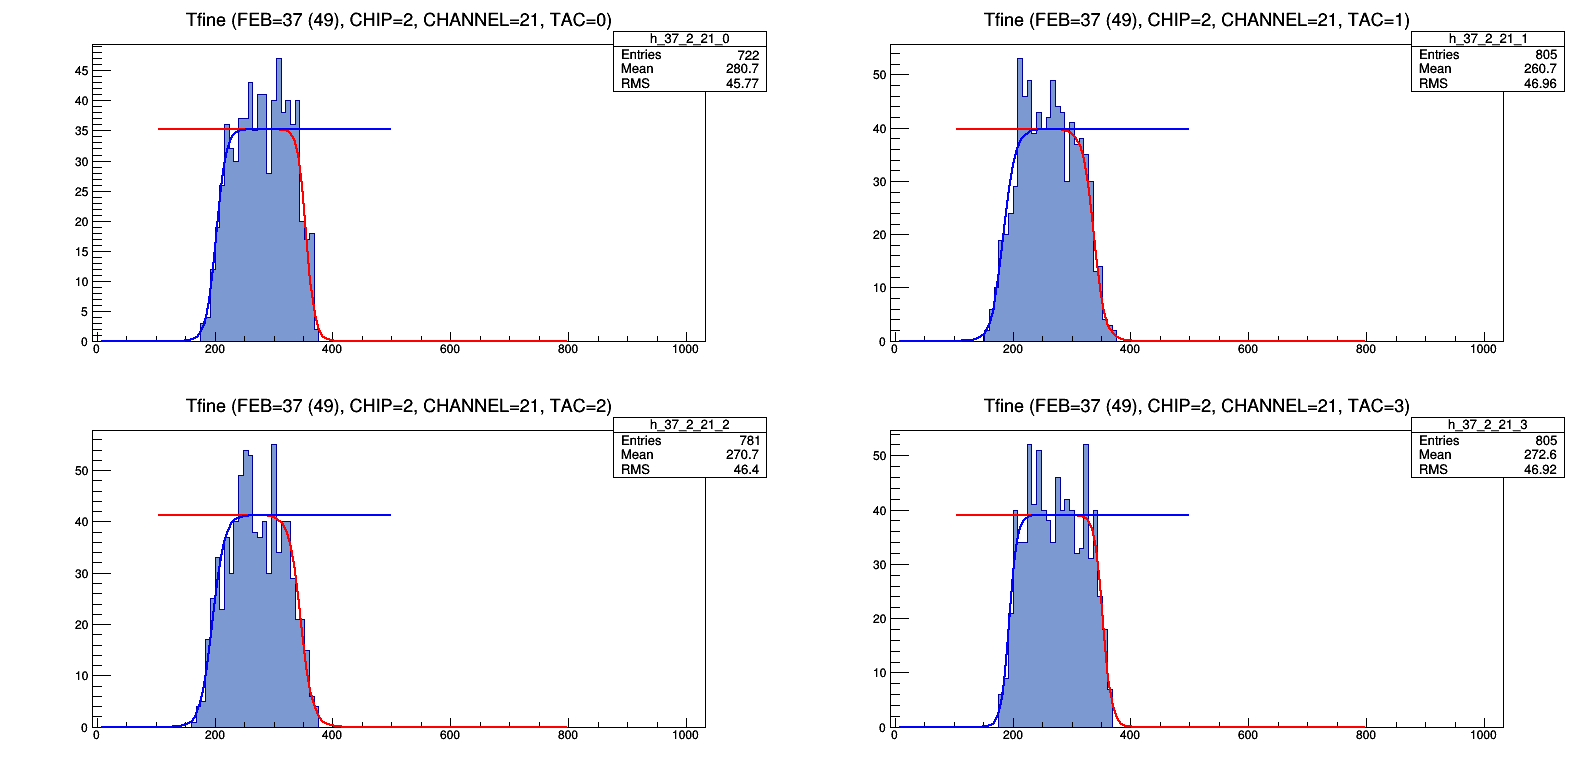 Tfine (FEB=37 (49), CHIP=2, CHANNEL=21, TAC=0)
h_37_2_21_0
Entries 722
Mean 280.7
RMS 45.77
45
40
35
30
25
20
15
10
5
0
0 200 400 600 800 1000
Tfine (FEB=37 (49), CHIP=2, CHANNEL=21, TAC=1)
h_37_2_21_1
Entries 805
Mean 260.7
RMS 46.96
50
40
30
20
10
0
0 200 400 600 800 1000
Tfine (FEB=37 (49), CHIP=2, CHANNEL=21, TAC=2)
h_37_2_21_2
Entries 781
Mean 270.7
RMS 46.4
50
40
30
20
10
0
0 200 400 600 800 1000
Tfine (FEB=37 (49), CHIP=2, CHANNEL=21, TAC=3)
h_37_2_21_3
Entries 805
Mean 272.6
RMS 46.92
50
40
30
20
10
0
0 200 400 600 800 1000